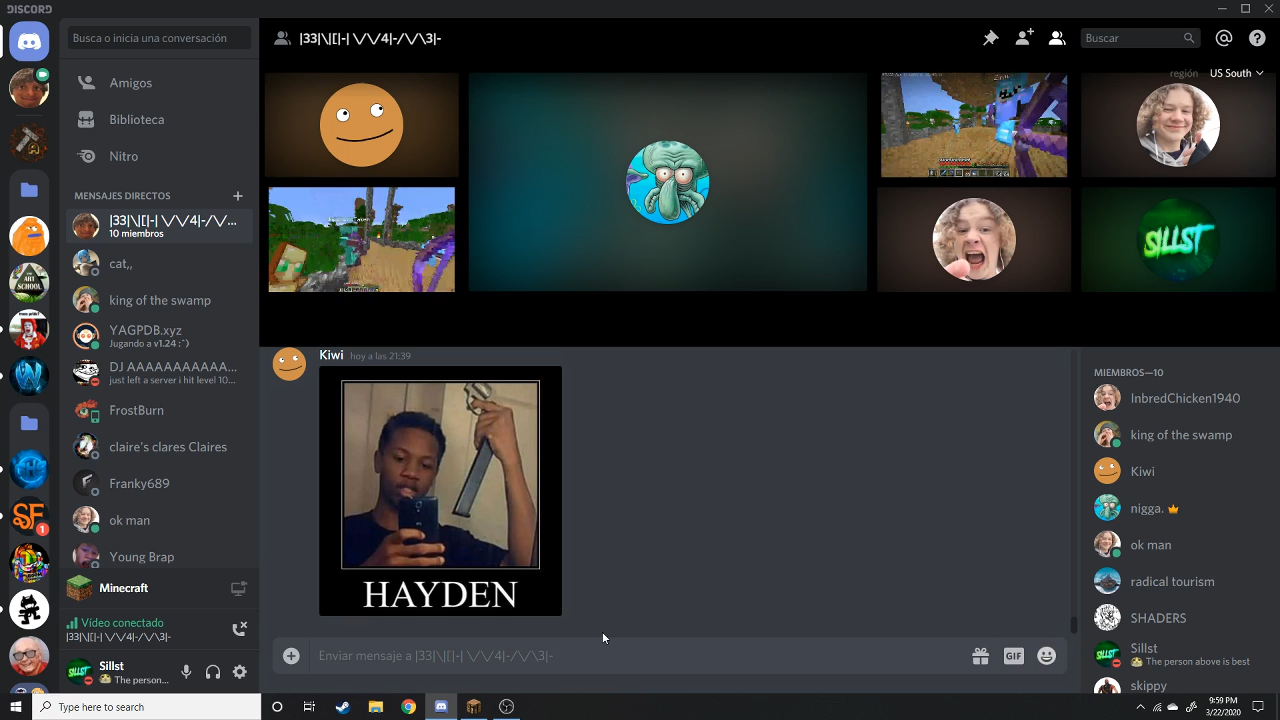 DISCORD
Busca o inicia una conversación
Amigos
Biblioteca
Nitro
MENSAJES DIRECTOS
|33|\|[|-| \/\/4|-/\/\...
10 miembros
cat,,
king of the swamp
YAGPDB.xyz
Jugando a v1.24 :^)
DJ AAAAAAAAAAA...
just left a server i hit level 10...
FrostBurn
claire's clares Claires
Franky689
ok man
Young Brap
Minecraft
Vídeo conectado
|33|\|[|-| \/\/4|-/\/\3|-
Sillst
The person...
|33|\|[|-| \/\/4|-/\/\3|-
Buscar
región
US South
SILLST
Kiwi hoy a las 21:39
HAYDEN
Enviar mensaje a |33|\|[|-| \/\/4|-/\/\3|-
GIF
MIEMBROS—10
InbredChicken1940
king of the swamp
Kiwi
nigga.
ok man
radical tourism
SHADERS
Sillst
The person above is best
skippy
ART
SCHOOL
SF
1
Type here to search
9:59 PM
3/22/2020